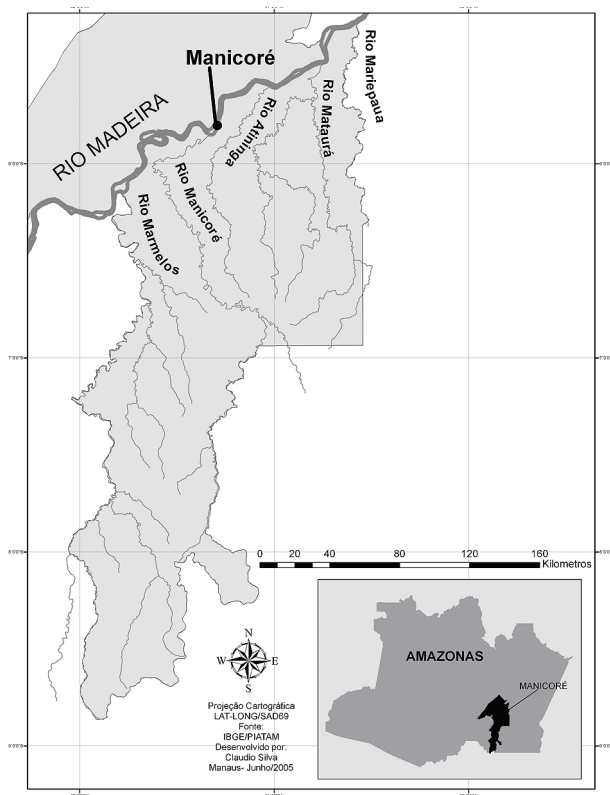 Manicoré
RIO MADEIRA
Rio Mariepaua
Rio Mataurá
Rio Atininga
Rio Manicoré
Rio Marmelos
0 20 40 80 120 160
Kilometros
N
W E
S
Projeção Cartográfica
LAT-LONG/SAD69
Fonte:
IBGE/PIATAM
Desenvolvido por:
Claudio Silva
Manaus- Junho/2005
AMAZONAS
MANICORÉ